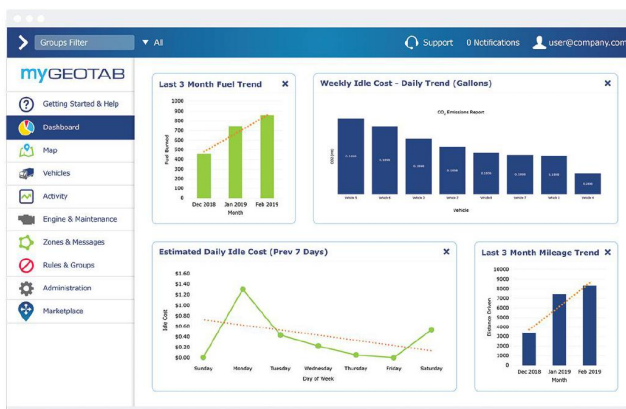 Groups Filter
All
Support
0 Notifications
user@company.com
myGEOTAB
Getting Started & Help
Dashboard
Map
Vehicles
Activity
Engine & Maintenance
Zones & Messages
Rules & Groups
Administration
Marketplace
Last 3 Month Fuel Trend
Fuel Burned
1000
900
800
700
600
500
400
300
200
100
0
Dec 2018 Jan 2019 Feb 2019
Month
Weekly Idle Cost - Daily Trend (Gallons)
CO₂ Emissions Report
Vehicle
Estimated Daily Idle Cost (Prev 7 Days)
Idle Cost
$1.60
$1.40
$1.20
$1.00
$0.80
$0.60
$0.40
$0.20
$0.00
Sunday Monday Tuesday Wednesday Thursday Friday Saturday
Day of Week
Last 3 Month Mileage Trend
Distance Driven
10000
9000
8000
7000
6000
5000
4000
3000
2000
1000
0
Dec 2018 Jan 2019 Feb 2019
Month